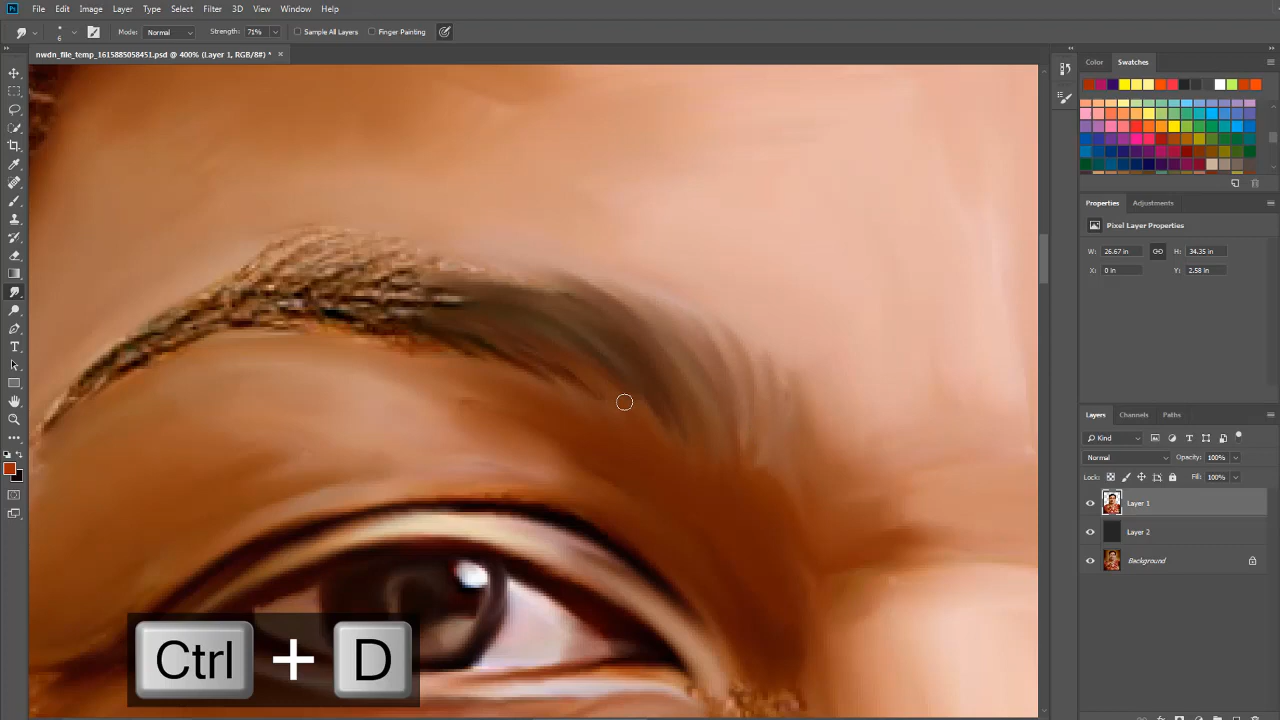 Ps File Edit Image Layer Type Select Filter 3D View Window Help
6 Mode: Normal Strength: 71% Sample All Layers Finger Painting
nwdn_file_temp_1615885058451.psd @ 400% (Layer 1, RGB/8#) * ×
Color Swatches
Properties Adjustments
Pixel Layer Properties
W: 26.67 in H: 34.35 in
X: 0 in Y: 2.58 in
Layers Channels Paths
Kind
Normal Opacity: 100%
Lock: Fill: 100%
Layer 1
Layer 2
Background
Ctrl + D